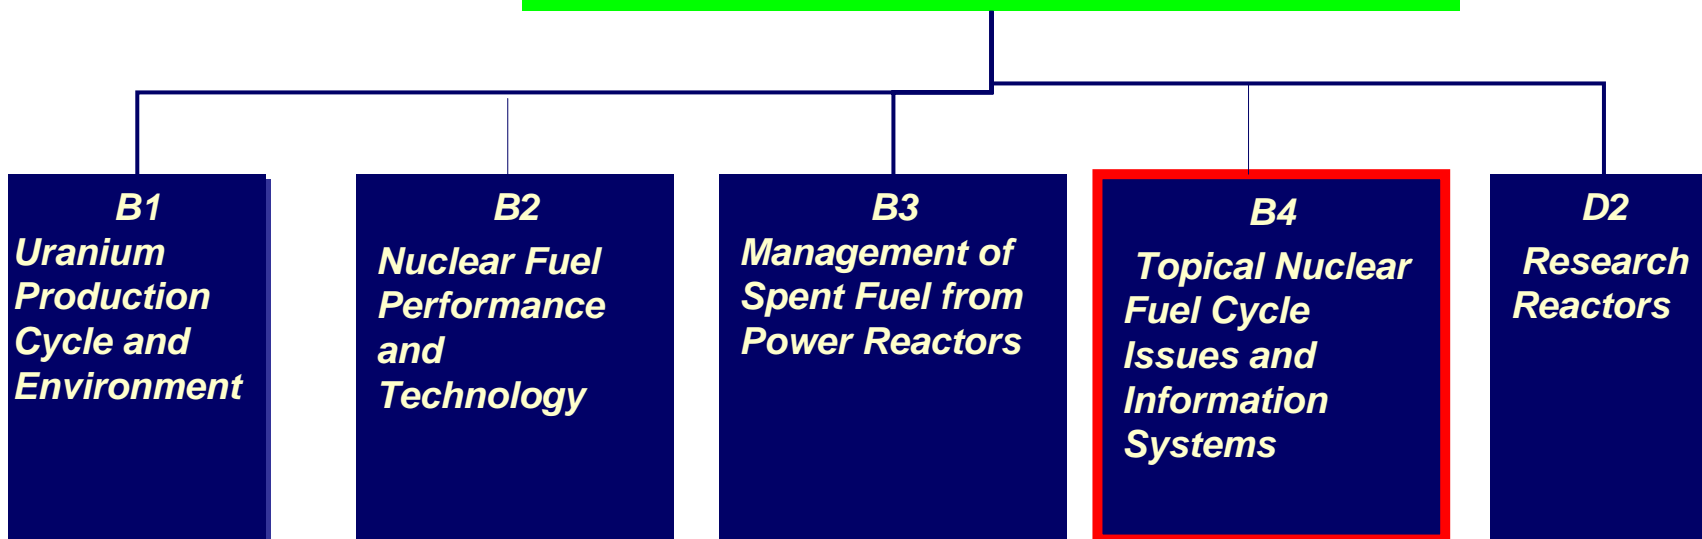 B1
Uranium
Production
Cycle and
Environment
B2
Nuclear Fuel
Performance
and
Technology
B3
Management of
Spent Fuel from
Power Reactors
B4
Topical Nuclear
Fuel Cycle
Issues and
Information
Systems
D2
Research
Reactors